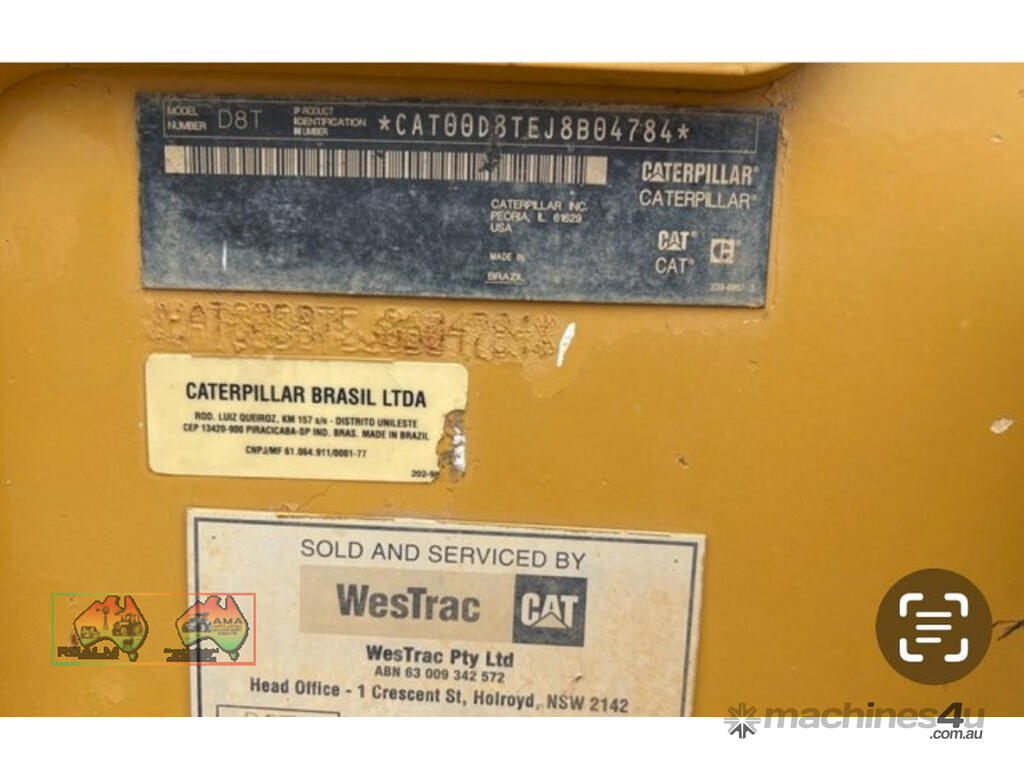 MODEL NUMBER D8T PRODUCT IDENTIFICATION NUMBER *CAT00D8TEJ8B04784*
CATERPILLAR®
CATERPILLAR®
CATERPILLAR INC.
PEORIA, IL 61629
USA
CAT®
CAT®
MADE IN
BRAZIL
CATERPILLAR BRASIL LTDA
ROD. LUIZ QUEIROZ, KM 157 s/n - DISTRITO UNILESTE
CEP 13420-900 PIRACICABA-SP IND. BRAS. MADE IN BRAZIL
CNPJ/MF 61.064.911/0001-77
SOLD AND SERVICED BY
WesTrac CAT
WesTrac Pty Ltd
ABN 63 009 342 572
Head Office - 1 Crescent St, Holroyd, NSW 2142
AMA
machines4u
.com.au